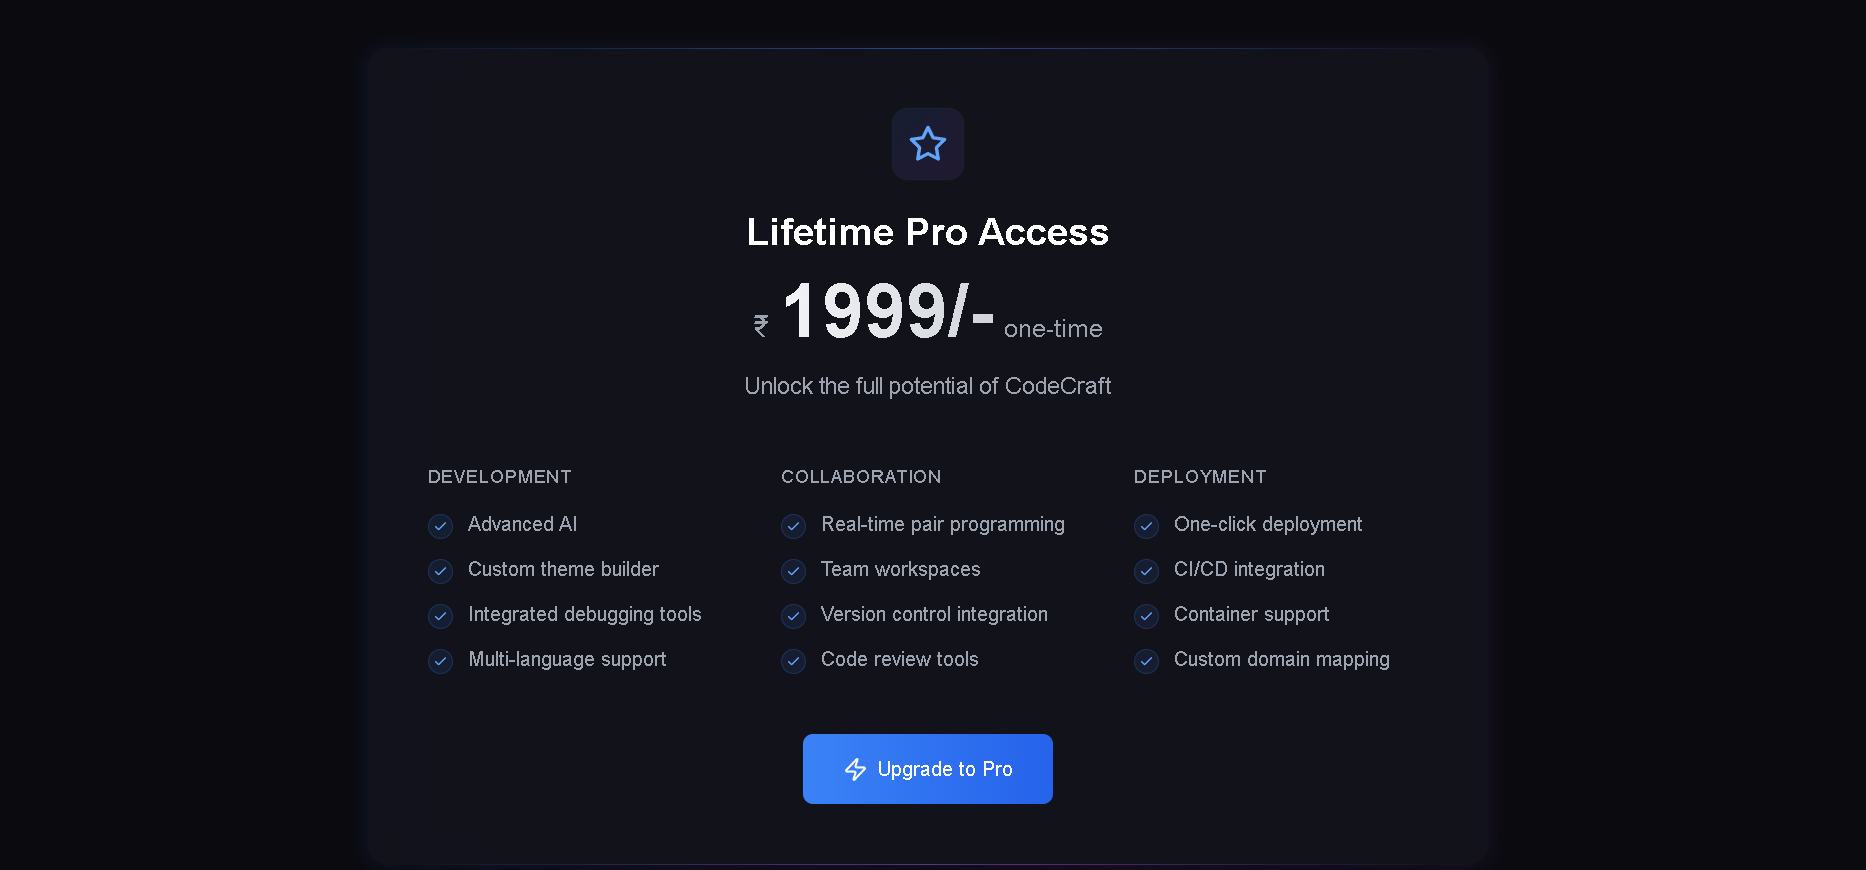 Lifetime Pro Access
₹ 1999/- one-time
Unlock the full potential of CodeCraft
DEVELOPMENT
Advanced AI
Custom theme builder
Integrated debugging tools
Multi-language support
COLLABORATION
Real-time pair programming
Team workspaces
Version control integration
Code review tools
DEPLOYMENT
One-click deployment
CI/CD integration
Container support
Custom domain mapping
Upgrade to Pro